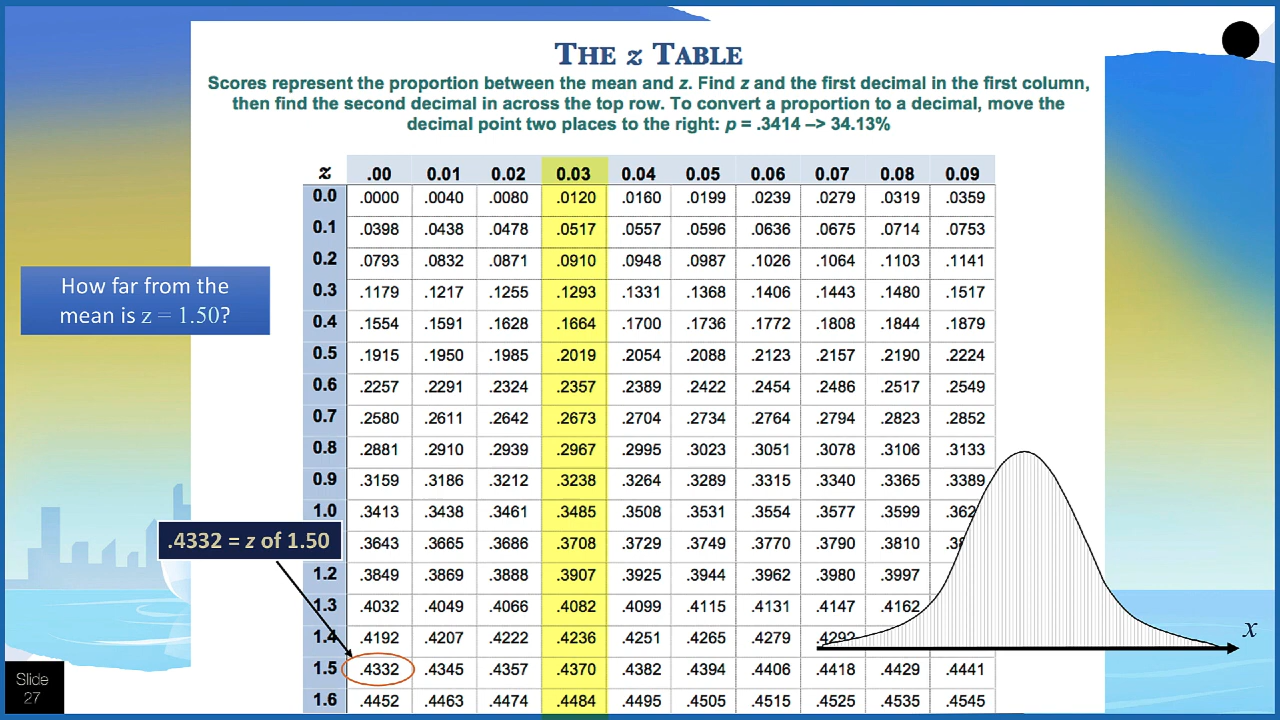 THE z TABLE
Scores represent the proportion between the mean and z. Find z and the first decimal in the first column,
then find the second decimal in across the top row. To convert a proportion to a decimal, move the
decimal point two places to the right: p = .3414 –> 34.13%
z .00 0.01 0.02 0.03 0.04 0.05 0.06 0.07 0.08 0.09
0.0 .0000 .0040 .0080 .0120 .0160 .0199 .0239 .0279 .0319 .0359
0.1 .0398 .0438 .0478 .0517 .0557 .0596 .0636 .0675 .0714 .0753
0.2 .0793 .0832 .0871 .0910 .0948 .0987 .1026 .1064 .1103 .1141
How far from the
mean is z = 1.50?
0.3 .1179 .1217 .1255 .1293 .1331 .1368 .1406 .1443 .1480 .1517
0.4 .1554 .1591 .1628 .1664 .1700 .1736 .1772 .1808 .1844 .1879
0.5 .1915 .1950 .1985 .2019 .2054 .2088 .2123 .2157 .2190 .2224
0.6 .2257 .2291 .2324 .2357 .2389 .2422 .2454 .2486 .2517 .2549
0.7 .2580 .2611 .2642 .2673 .2704 .2734 .2764 .2794 .2823 .2852
0.8 .2881 .2910 .2939 .2967 .2995 .3023 .3051 .3078 .3106 .3133
0.9 .3159 .3186 .3212 .3238 .3264 .3289 .3315 .3340 .3365 .3389
1.0 .3413 .3438 .3461 .3485 .3508 .3531 .3554 .3577 .3599
.4332 = z of 1.50
.3643 .3665 .3686 .3708 .3729 .3749 .3770 .3790 .3810
1.2 .3849 .3869 .3888 .3907 .3925 .3944 .3962 .3980 .3997
1.3 .4032 .4049 .4066 .4082 .4099 .4115 .4131 .4147 .4162
1.4 .4192 .4207 .4222 .4236 .4251 .4265 .4279 .4292
x
1.5 .4332 .4345 .4357 .4370 .4382 .4394 .4406 .4418 .4429 .4441
1.6 .4452 .4463 .4474 .4484 .4495 .4505 .4515 .4525 .4535 .4545
Slide
27